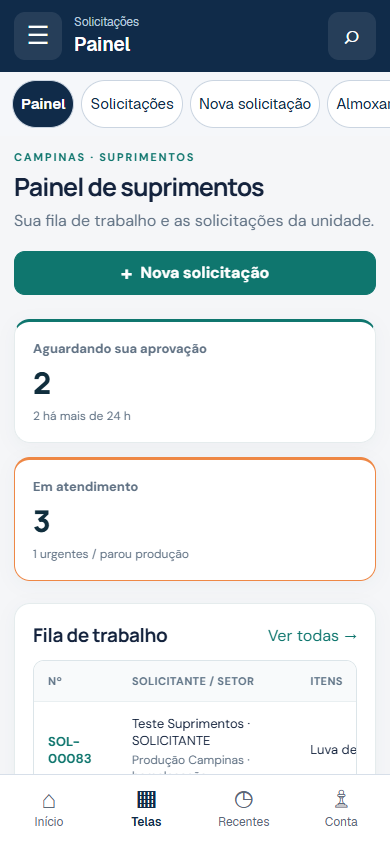 Solicitações
Painel
Painel
Solicitações
Nova solicitação
CAMPINAS · SUPRIMENTOS
Painel de suprimentos
Sua fila de trabalho e as solicitações da unidade.
+ Nova solicitação
Aguardando sua aprovação
2
2 há mais de 24 h
Em atendimento
3
1 urgentes / parou produção
Fila de trabalho
Ver todas →
Nº
SOLICITANTE / SETOR
ITENS
SOL-
00083
Teste Suprimentos ·
SOLICITANTE
Produção Campinas ·
Luva de
Início
Telas
Recentes
Conta